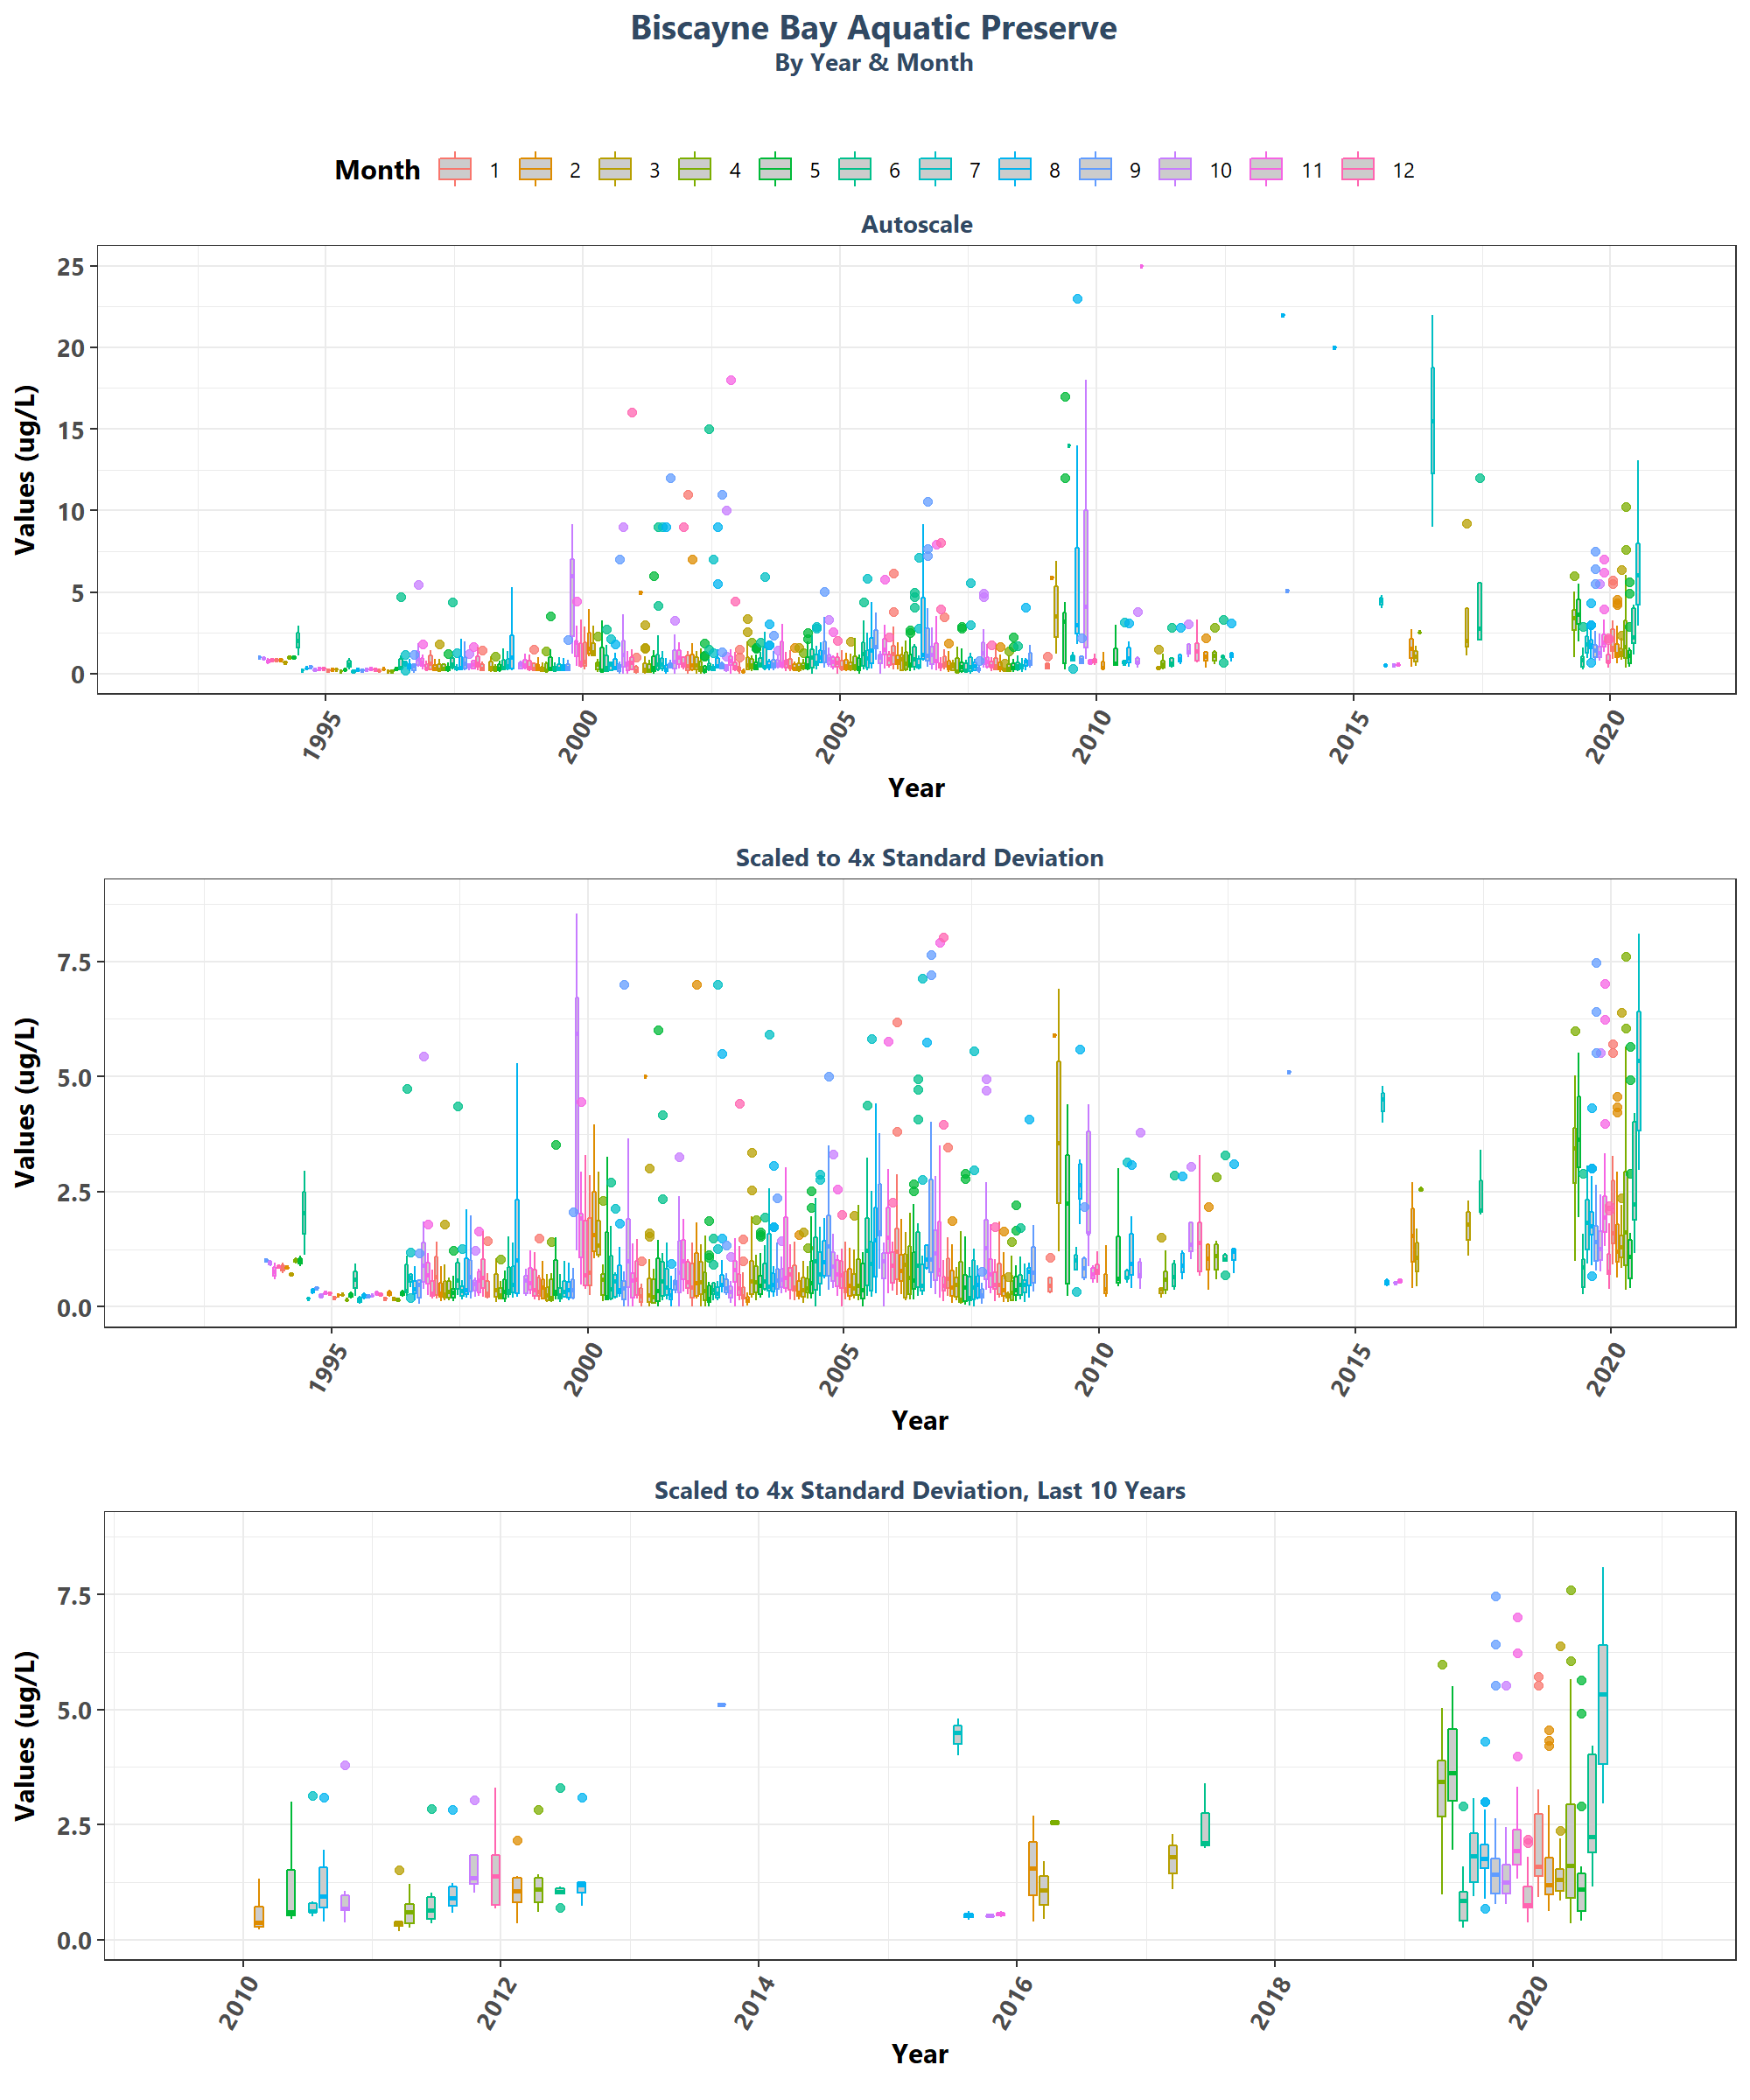 Biscayne Bay Aquatic Preserve
By Year & Month
Month 1 2 3 4 5 6 7 8 9 10 11 12
Autoscale
Values (ug/L)
25
20
15
10
5
0
1995 2000 2005 2010 2015 2020
Year
Scaled to 4x Standard Deviation
Values (ug/L)
7.5
5.0
2.5
0.0
1995 2000 2005 2010 2015 2020
Year
Scaled to 4x Standard Deviation, Last 10 Years
Values (ug/L)
7.5
5.0
2.5
0.0
2010 2012 2014 2016 2018 2020
Year